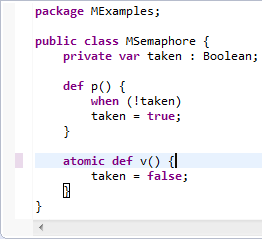 package MExamples;
public class MSemaphore {
private var taken : Boolean;
def p() {
when (!taken)
taken = true;
}
atomic def v() {
taken = false;
}
}